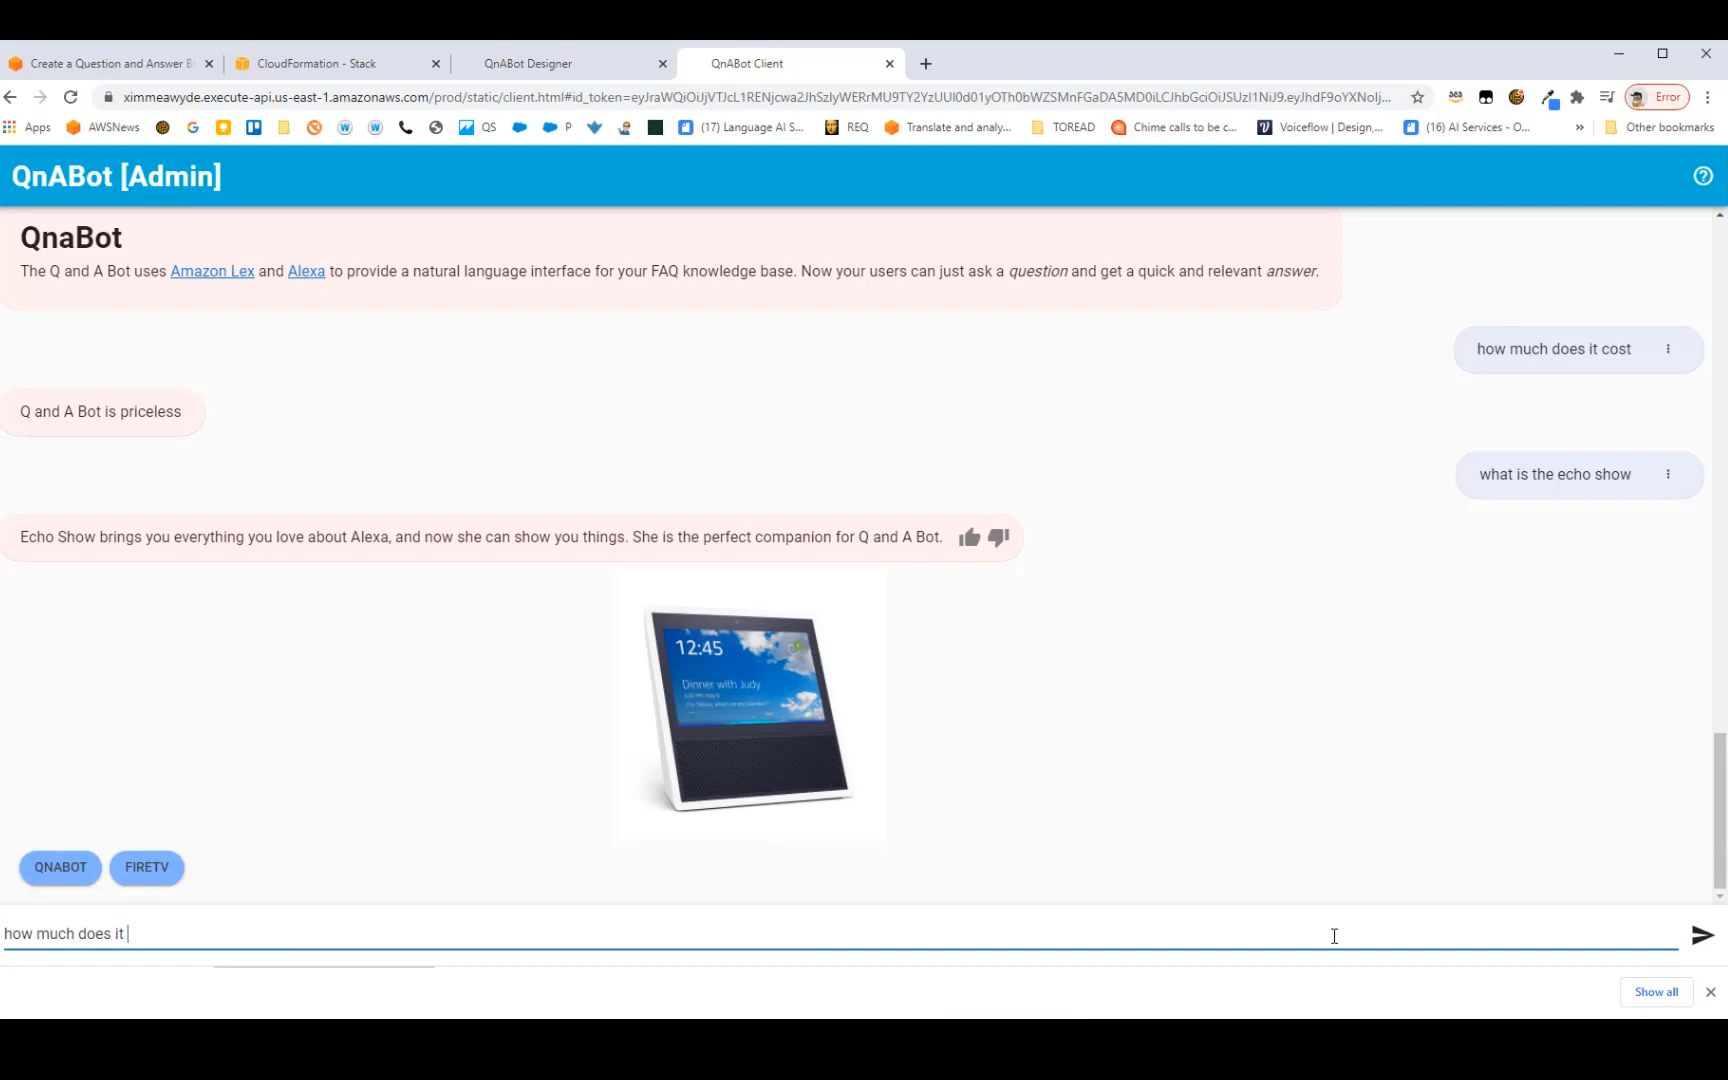 Create a Question and Answer B
CloudFormation - Stack
QnABot Designer
QnABot Client
Error
Apps
AWSNews
QS
P
(17) Language AI S...
REQ
Translate and analy...
TOREAD
Chime calls to be c...
Voiceflow | Design,...
(16) AI Services - O...
»
Other bookmarks
QnABot [Admin]
QnaBot
The Q and A Bot uses Amazon Lex and Alexa to provide a natural language interface for your FAQ knowledge base. Now your users can just ask a question and get a quick and relevant answer.
how much does it cost
Q and A Bot is priceless
what is the echo show
Echo Show brings you everything you love about Alexa, and now she can show you things. She is the perfect companion for Q and A Bot.
12:45
Dinner with Judy
QNABOT
FIRETV
how much does it
Show all